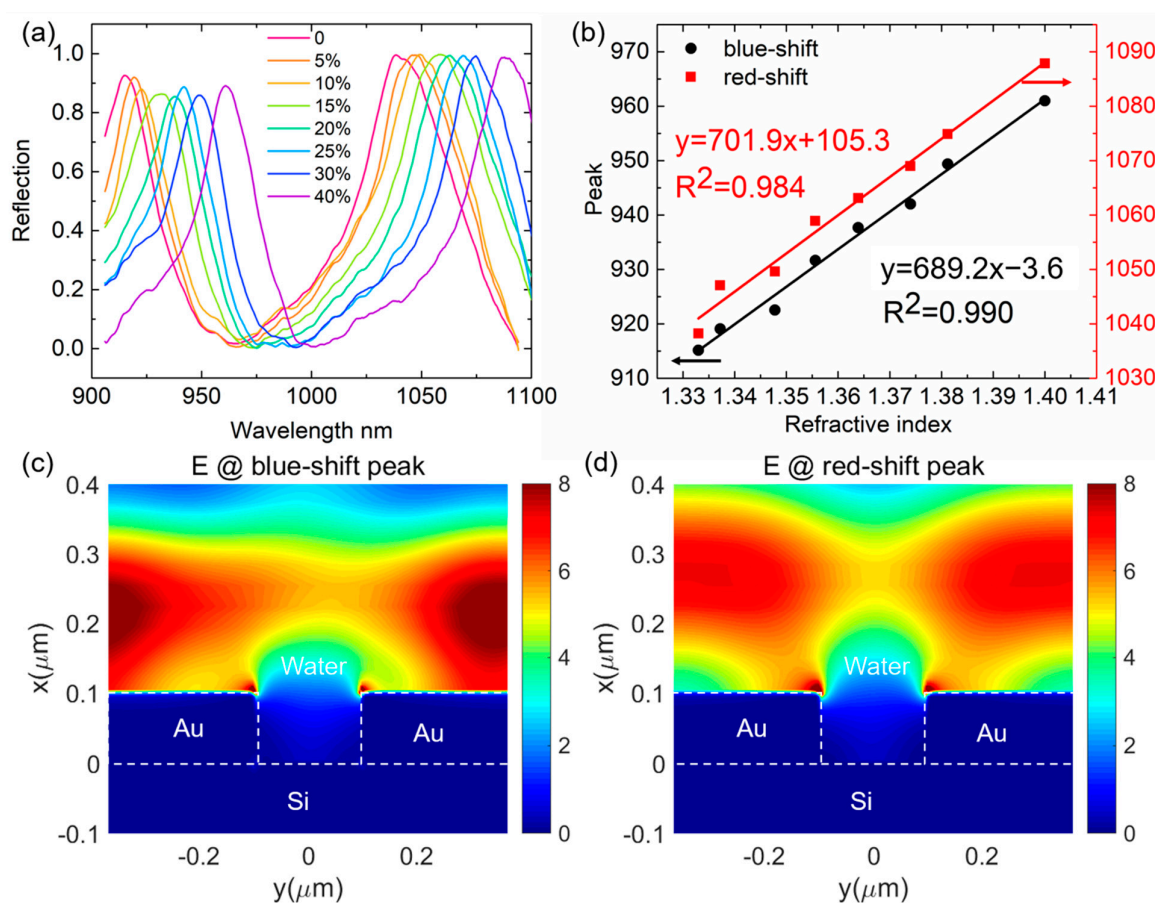 (a)
Reflection
1.0
0.8
0.6
0.4
0.2
0.0
0
5%
10%
15%
20%
25%
30%
40%
900
950
1000
1050
1100
Wavelength nm
(b)
Peak
970
960
950
940
930
920
910
blue-shift
red-shift
y=701.9x+105.3
R²=0.984
y=689.2x−3.6
R²=0.990
1090
1080
1070
1060
1050
1040
1030
1.33
1.34
1.35
1.36
1.37
1.38
1.39
1.40
1.41
Refractive index
(c)
E @ blue-shift peak
x(μm)
0.4
0.3
0.2
0.1
0
-0.1
Water
Au
Au
Si
8
6
4
2
0
-0.2
0
0.2
y(μm)
(d)
E @ red-shift peak
x(μm)
0.4
0.3
0.2
0.1
0
-0.1
Water
Au
Au
Si
8
6
4
2
0
-0.2
0
0.2
y(μm)